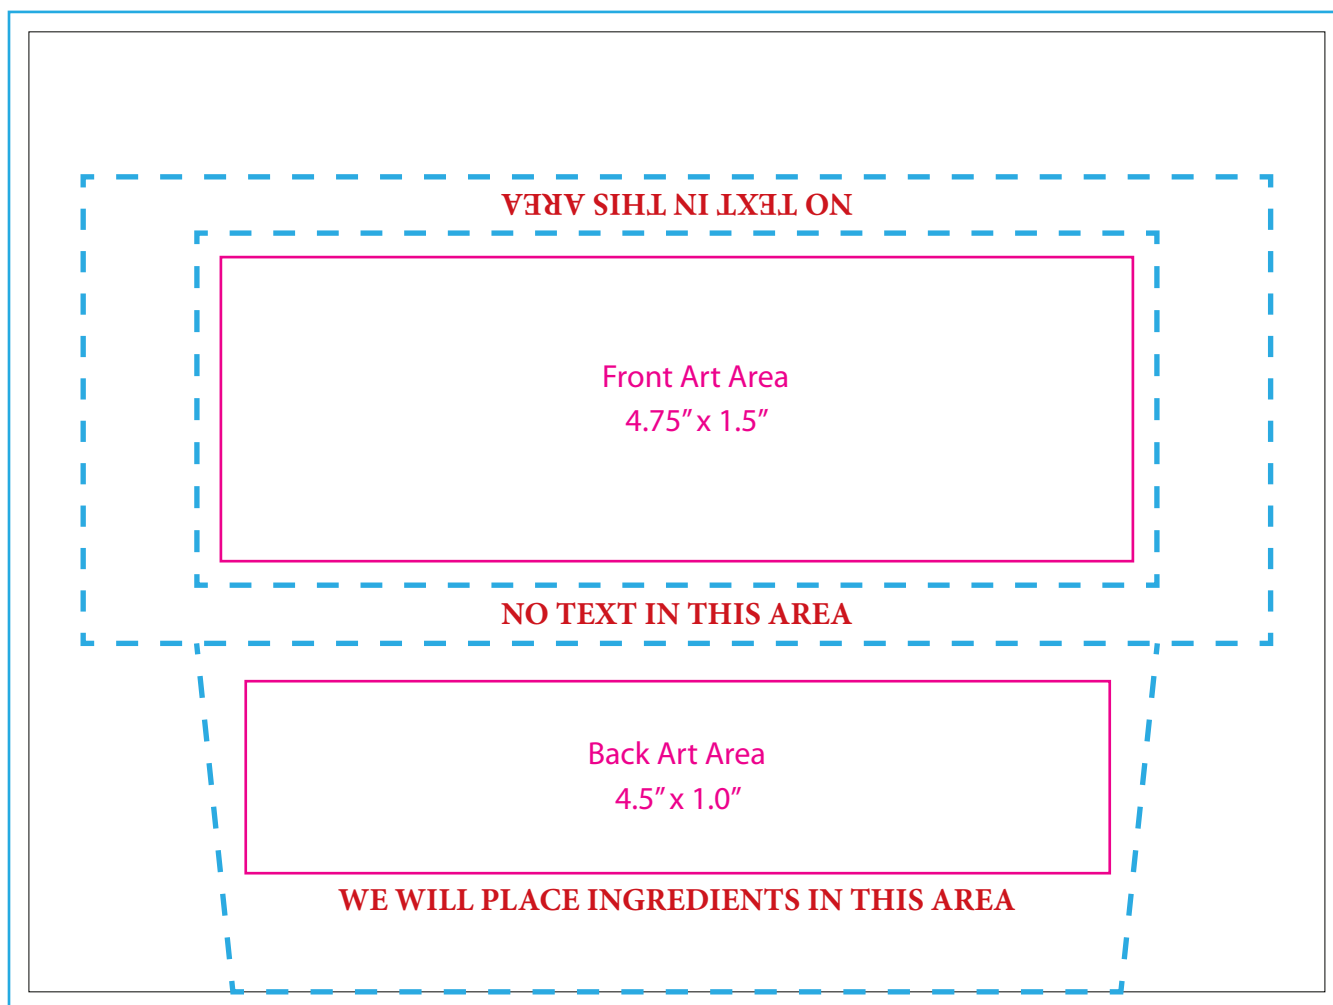 NO TEXT IN THIS AREA
Front Art Area
4.75” x 1.5”
NO TEXT IN THIS AREA
Back Art Area
4.5” x 1.0”
WE WILL PLACE INGREDIENTS IN THIS AREA